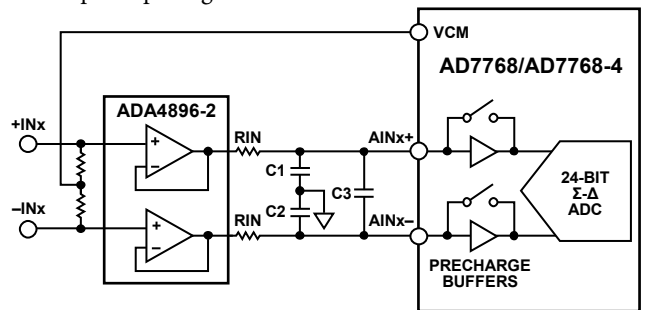 VCM
AD7768/AD7768-4
ADA4896-2
+INx
+
–
RIN
AINx+
C1
C3
24-BIT
Σ-Δ
ADC
–INx
C2
+
–
RIN
AINx–
PRECHARGE
BUFFERS